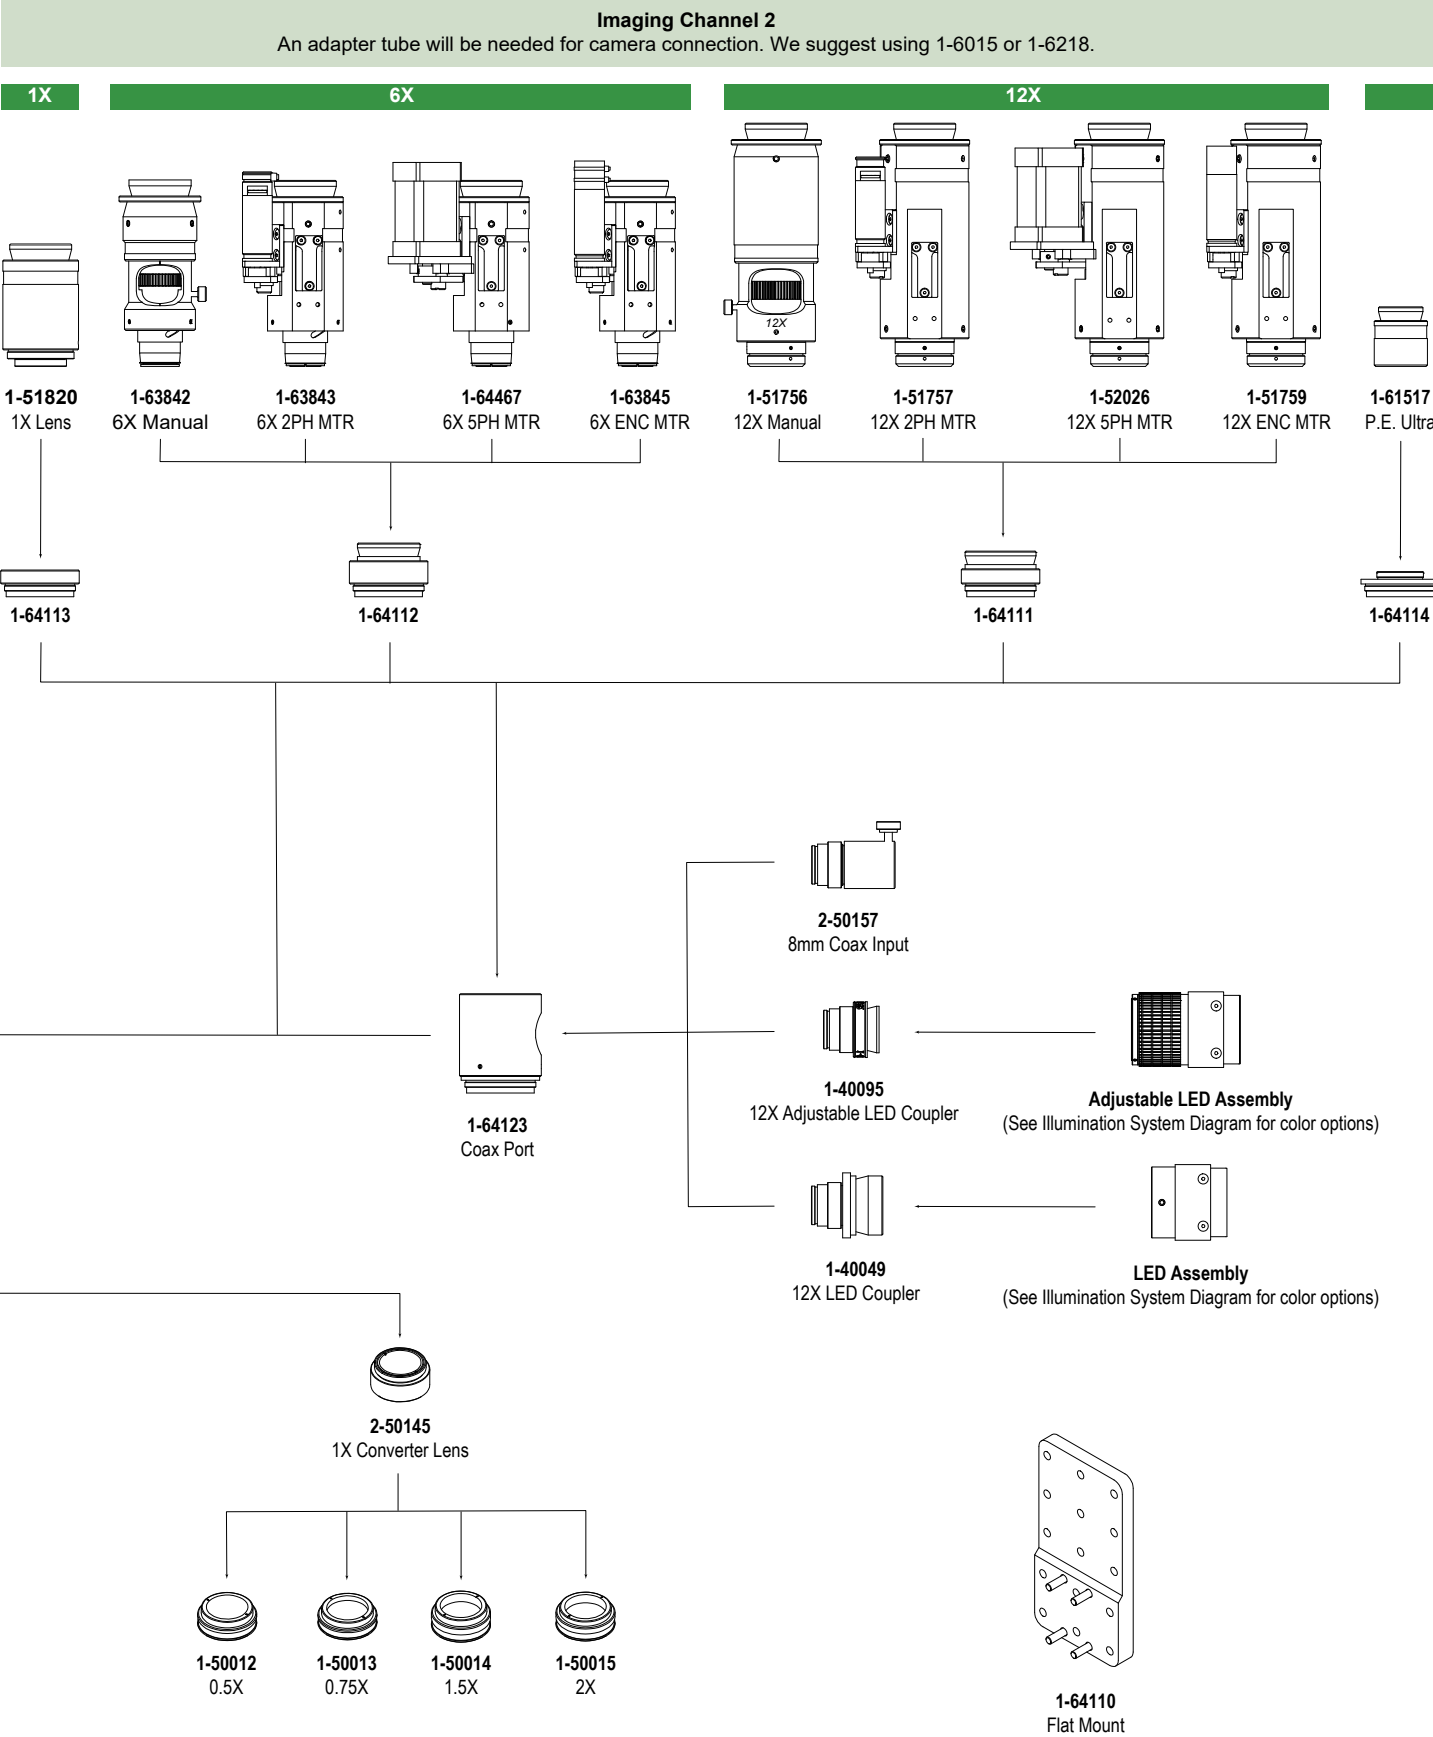 Imaging Channel 2
An adapter tube will be needed for camera connection. We suggest using 1-6015 or 1-6218.
1X
6X
12X
12X
1-51820
1X Lens
1-63842
6X Manual
1-63843
6X 2PH MTR
1-64467
6X 5PH MTR
1-63845
6X ENC MTR
1-51756
12X Manual
1-51757
12X 2PH MTR
1-52026
12X 5PH MTR
1-51759
12X ENC MTR
1-61517
P.E. Ultra
1-64113
1-64112
1-64111
1-64114
2-50157
8mm Coax Input
1-40095
12X Adjustable LED Coupler
Adjustable LED Assembly
(See Illumination System Diagram for color options)
1-64123
Coax Port
1-40049
12X LED Coupler
LED Assembly
(See Illumination System Diagram for color options)
2-50145
1X Converter Lens
1-50012
0.5X
1-50013
0.75X
1-50014
1.5X
1-50015
2X
1-64110
Flat Mount